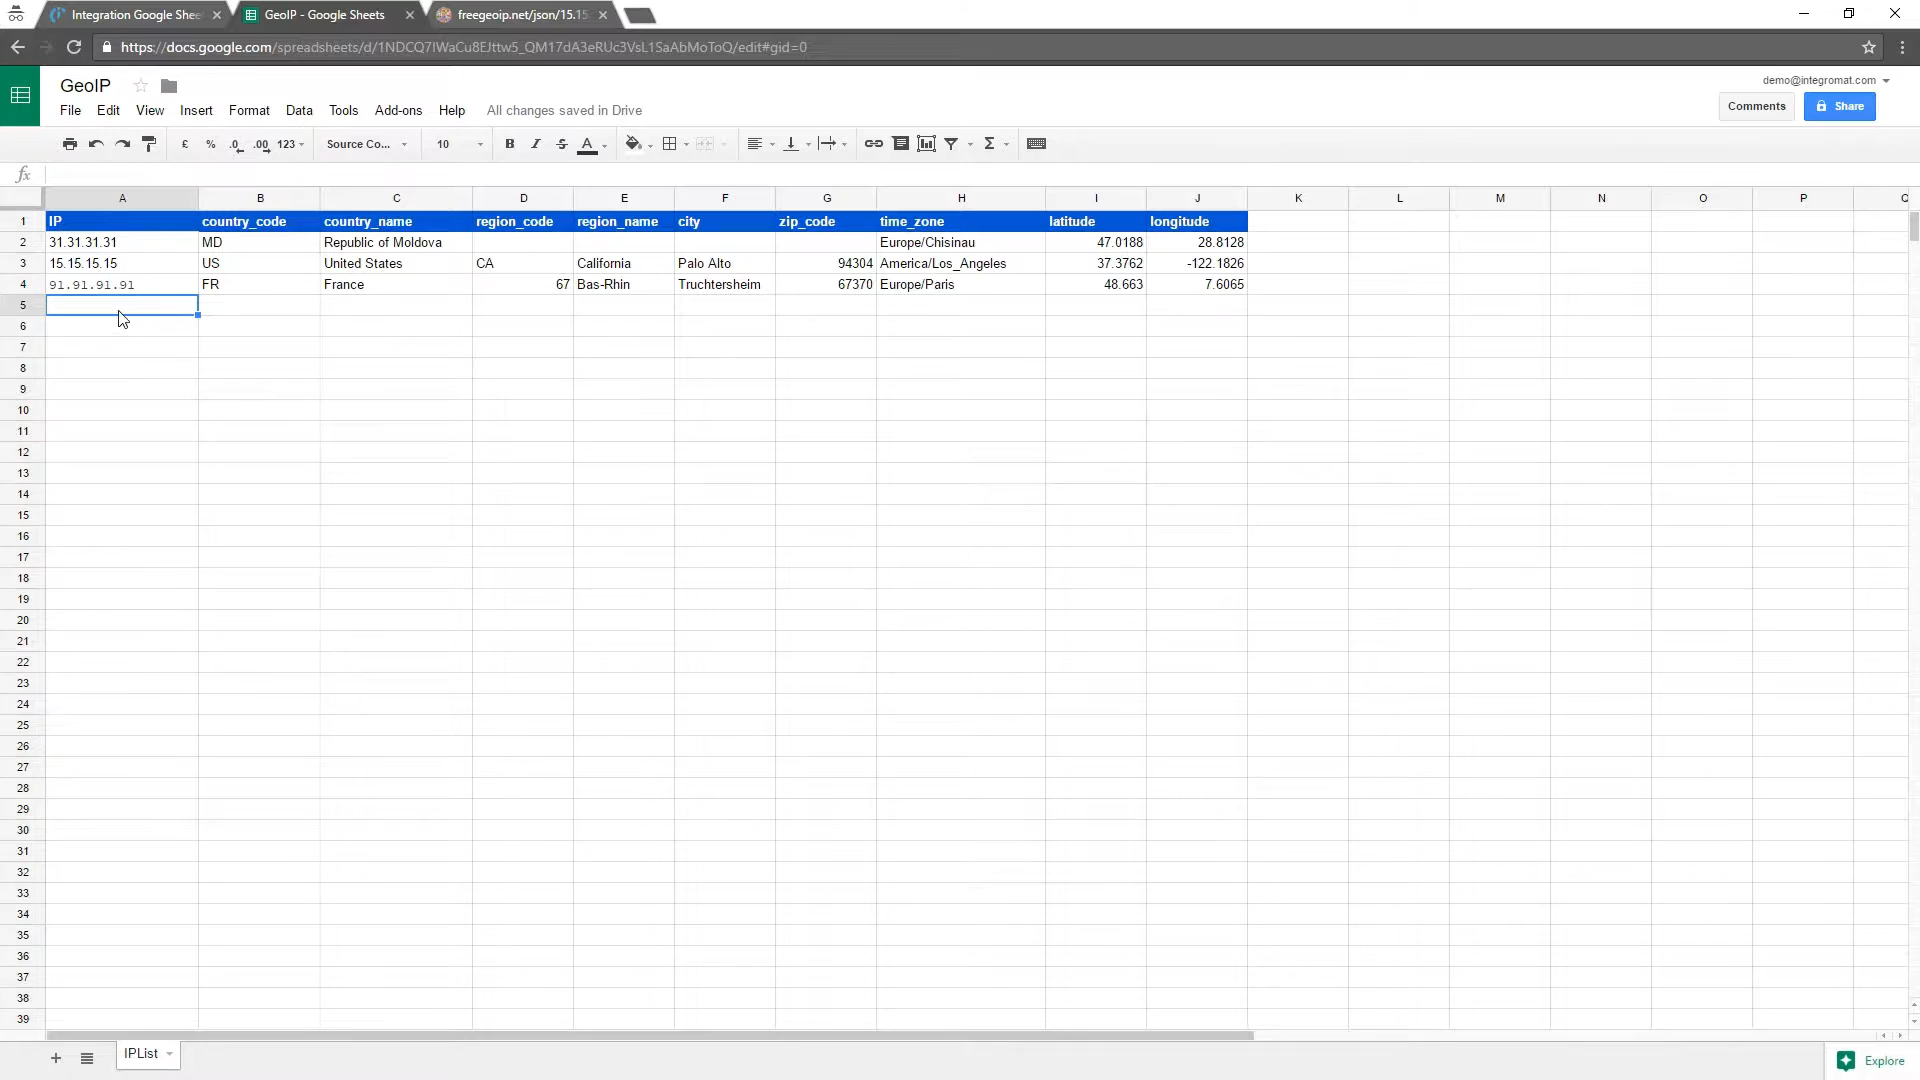 Integration Google Shee
GeoIP - Google Sheets
freegeoip.net/json/15.15
https://docs.google.com/spreadsheets/d/1NDCQ7IWaCu8EJttw5_QM17dA3eRUc3VsL1SaAbMoToQ/edit#gid=0
GeoIP
demo@integromat.com
File Edit View Insert Format Data Tools Add-ons Help All changes saved in Drive
Comments Share
£ % .0 .00 123 Source Co... 10 B I S A Σ
fx
A B C D E F G H I J K L M N O P Q
1 IP country_code country_name region_code region_name city zip_code time_zone latitude longitude
2 31.31.31.31 MD Republic of Moldova Europe/Chisinau 47.0188 28.8128
3 15.15.15.15 US United States CA California Palo Alto 94304 America/Los_Angeles 37.3762 -122.1826
4 91.91.91.91 FR France 67 Bas-Rhin Truchtersheim 67370 Europe/Paris 48.663 7.6065
5
6
7
8
9
10
11
12
13
14
15
16
17
18
19
20
21
22
23
24
25
26
27
28
29
30
31
32
33
34
35
36
37
38
39
+ IPList Explore